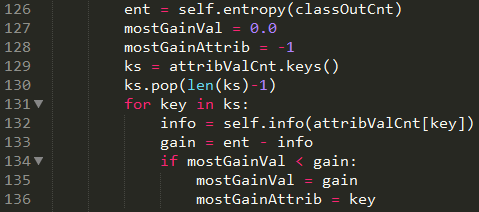 126 ent = self.entropy(classOutCnt)
127 mostGainVal = 0.0
128 mostGainAttrib = -1
129 ks = attribValCnt.keys()
130 ks.pop(len(ks)-1)
131 for key in ks:
132 info = self.info(attribValCnt[key])
133 gain = ent - info
134 if mostGainVal < gain:
135 mostGainVal = gain
136 mostGainAttrib = key